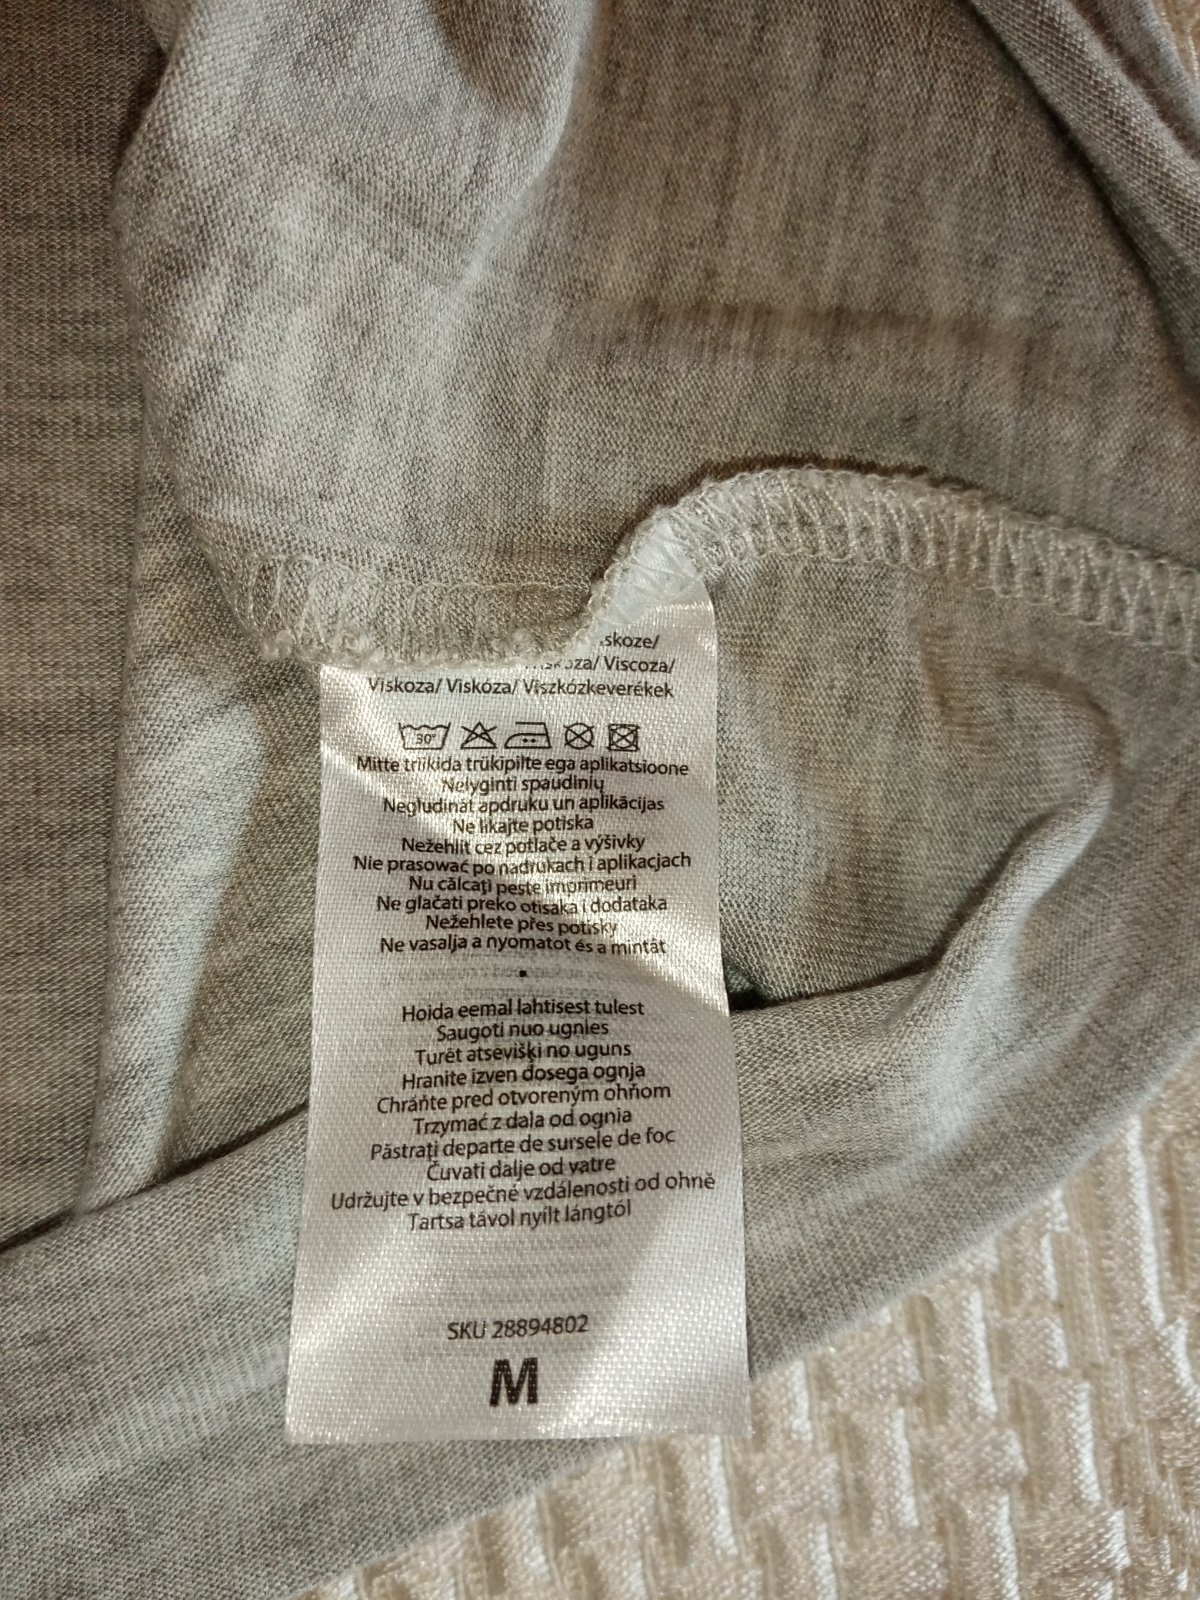 Viscoza/
Viskoza/ Viskóza/ Viszkózkeverékek
30°
Mitte triikida trükipilte ega aplikatsioone
Nelyginti spaudinių
Negludināt apdruku un aplikācijas
Ne likajte potiska
Nežehlit cez potlače a výšivky
Nie prasować po nadrukach i aplikacjach
Nu călcați peste imprimeuri
Ne glačati preko otisaka i dodataka
Nežehlete přes potisky
Ne vasalja a nyomatot és a mintát
Hoida eemal lahtisest tulest
Saugoti nuo ugnies
Turēt atsevišķi no uguns
Hranite izven dosega ognja
Chráňte pred otvoreným ohňom
Trzymać z dala od ognia
Păstrați departe de sursele de foc
Čuvati dalje od vatre
Udržujte v bezpečné vzdálenosti od ohně
Tartsa távol nyílt lángtól
SKU 28894802
M